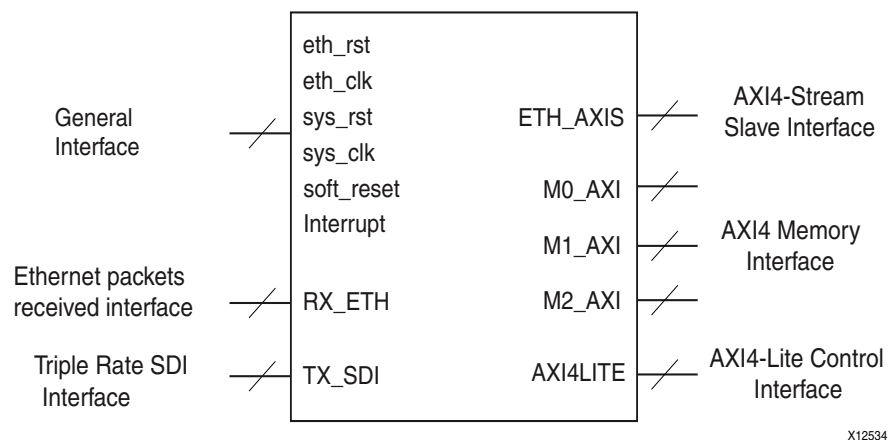 General
Interface
eth_rst
eth_clk
sys_rst
sys_clk
soft_reset
Interrupt
Ethernet packets
received interface
RX_ETH
Triple Rate SDI
Interface
TX_SDI
ETH_AXIS
AXI4-Stream
Slave Interface
M0_AXI
M1_AXI
AXI4 Memory
Interface
M2_AXI
AXI4LITE
AXI4-Lite Control
Interface
X12534